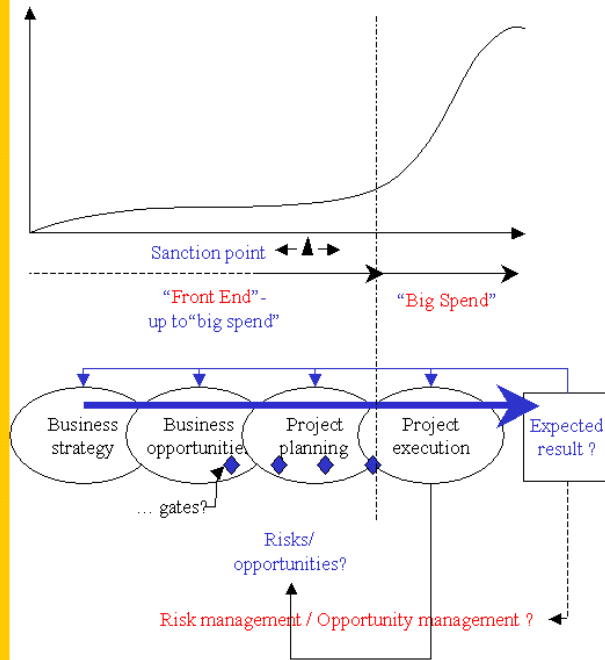 Sanction point
“Front End”-
up to“big spend”
“Big Spend”
Business
strategy
Business
opportunities
Project
planning
Project
execution
Expected
result ?
... gates?
Risks/
opportunities?
Risk management / Opportunity management ?